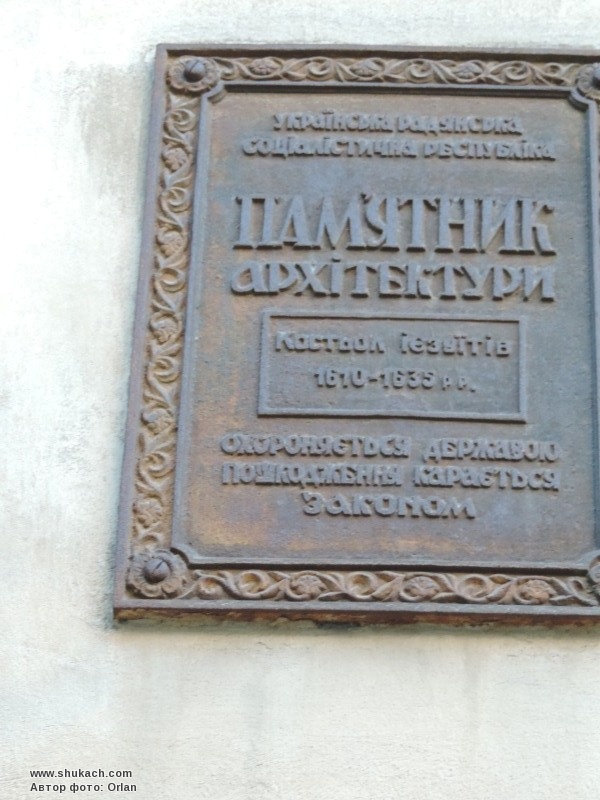 Українська Радянська
Соціалістична Республіка
ПАМ'ЯТНИК
архітектури
Костьол ієзуїтів
1610-1635 р р.
охороняється державою
пошкодження карається
законом
www.shukach.com
Автор фото: Orlan